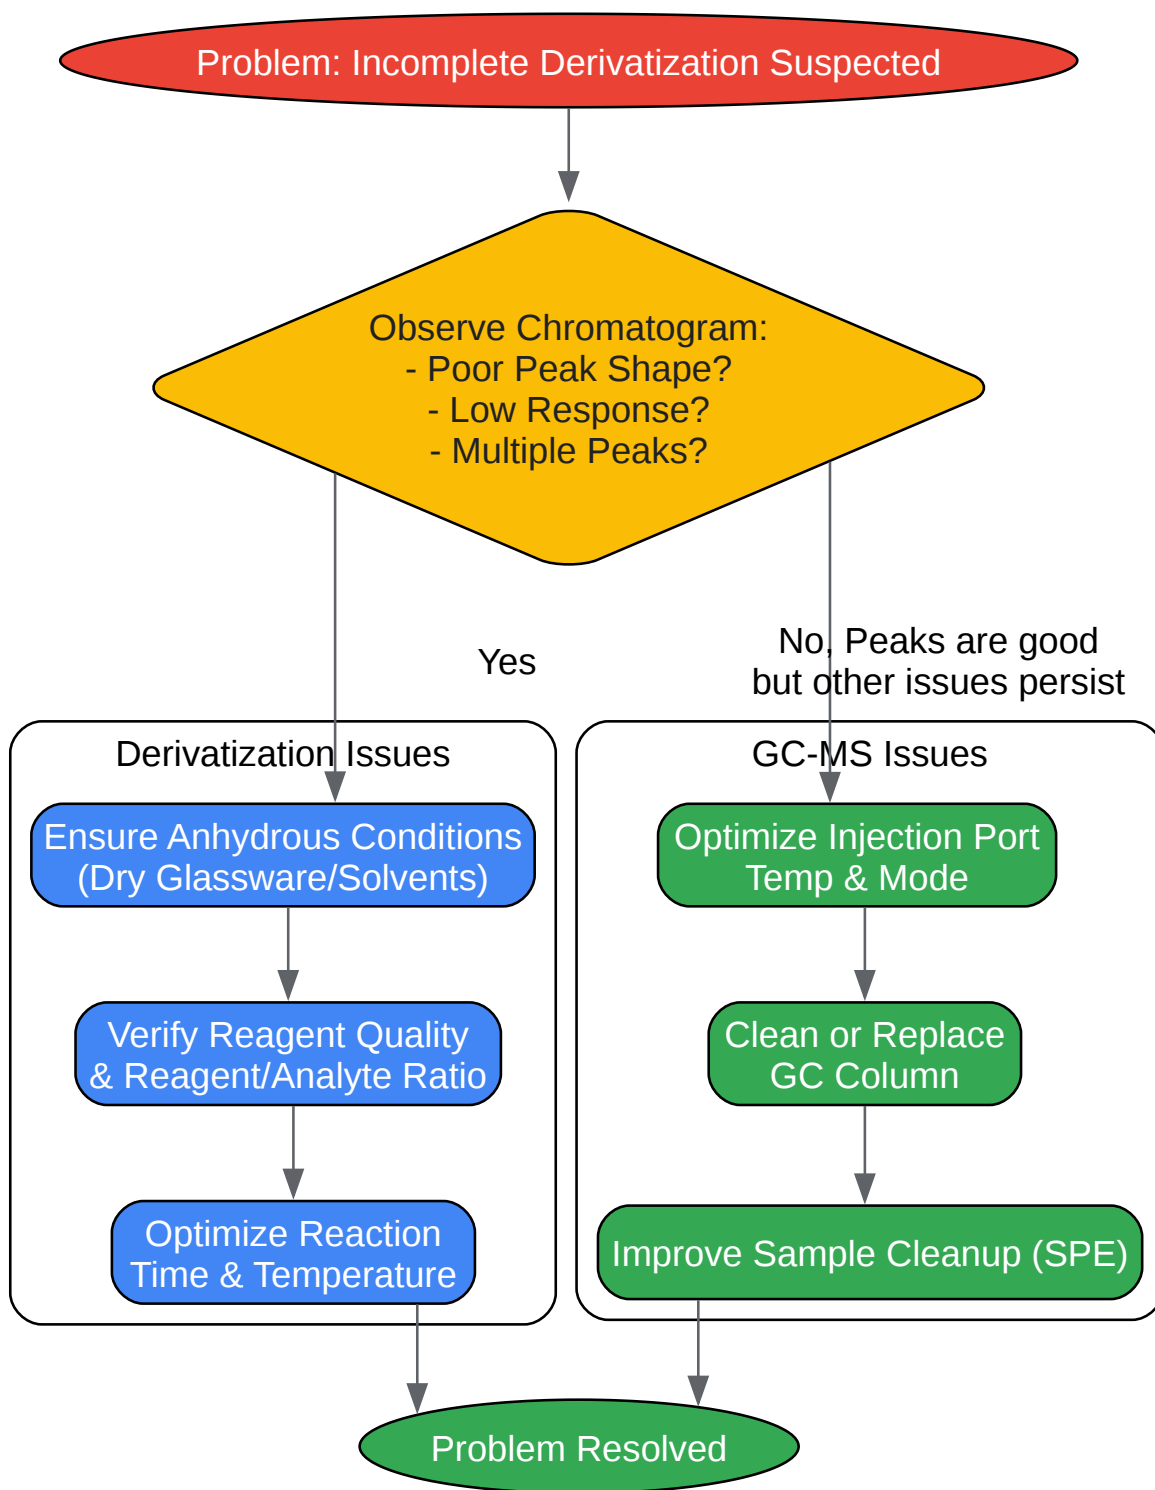 Problem: Incomplete Derivatization Suspected
Observe Chromatogram:
- Poor Peak Shape?
- Low Response?
- Multiple Peaks?
Yes
No, Peaks are good
but other issues persist
Derivatization Issues
Ensure Anhydrous Conditions
(Dry Glassware/Solvents)
Verify Reagent Quality
& Reagent/Analyte Ratio
Optimize Reaction
Time & Temperature
GC-MS Issues
Optimize Injection Port
Temp & Mode
Clean or Replace
GC Column
Improve Sample Cleanup (SPE)
Problem Resolved